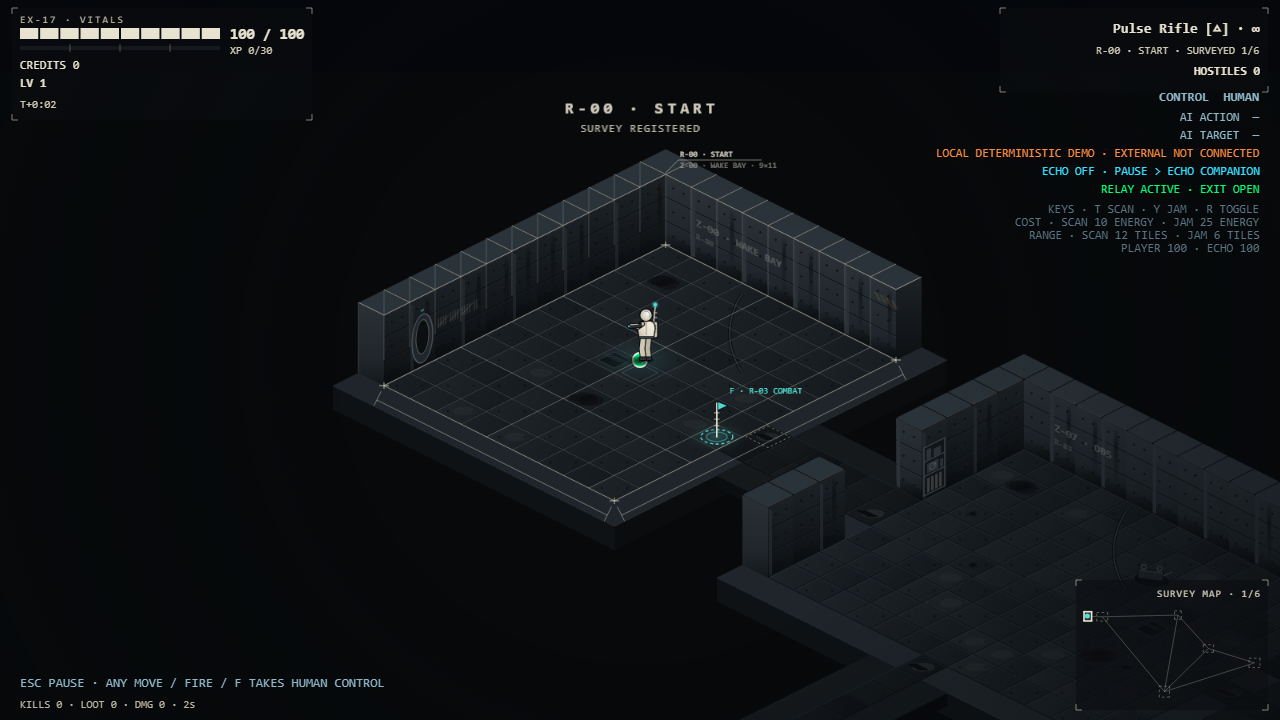 EX-17 · VITALS
100 / 100
XP 0/30
CREDITS 0
LV 1
T+0:02
Pulse Rifle [△] · ∞
R-00 · START · SURVEYED 1/6
HOSTILES 0
CONTROL HUMAN
AI ACTION —
AI TARGET —
LOCAL DETERMINISTIC DEMO · EXTERNAL NOT CONNECTED
ECHO OFF · PAUSE > ECHO COMPANION
RELAY ACTIVE · EXIT OPEN
KEYS · T SCAN · Y JAM · R TOGGLE
COST · SCAN 10 ENERGY · JAM 25 ENERGY
RANGE · SCAN 12 TILES · JAM 6 TILES
PLAYER 100 · ECHO 100
R-00 · START
SURVEY REGISTERED
R-00 · START
Z-00 · WAKE BAY · 9×11
Z-00 · WAKE BAY
R-00
F · R-03 COMBAT
Z-07 · OBS
R-03
SURVEY MAP · 1/6
ESC PAUSE · ANY MOVE / FIRE / F TAKES HUMAN CONTROL
KILLS 0 · LOOT 0 · DMG 0 · 2s